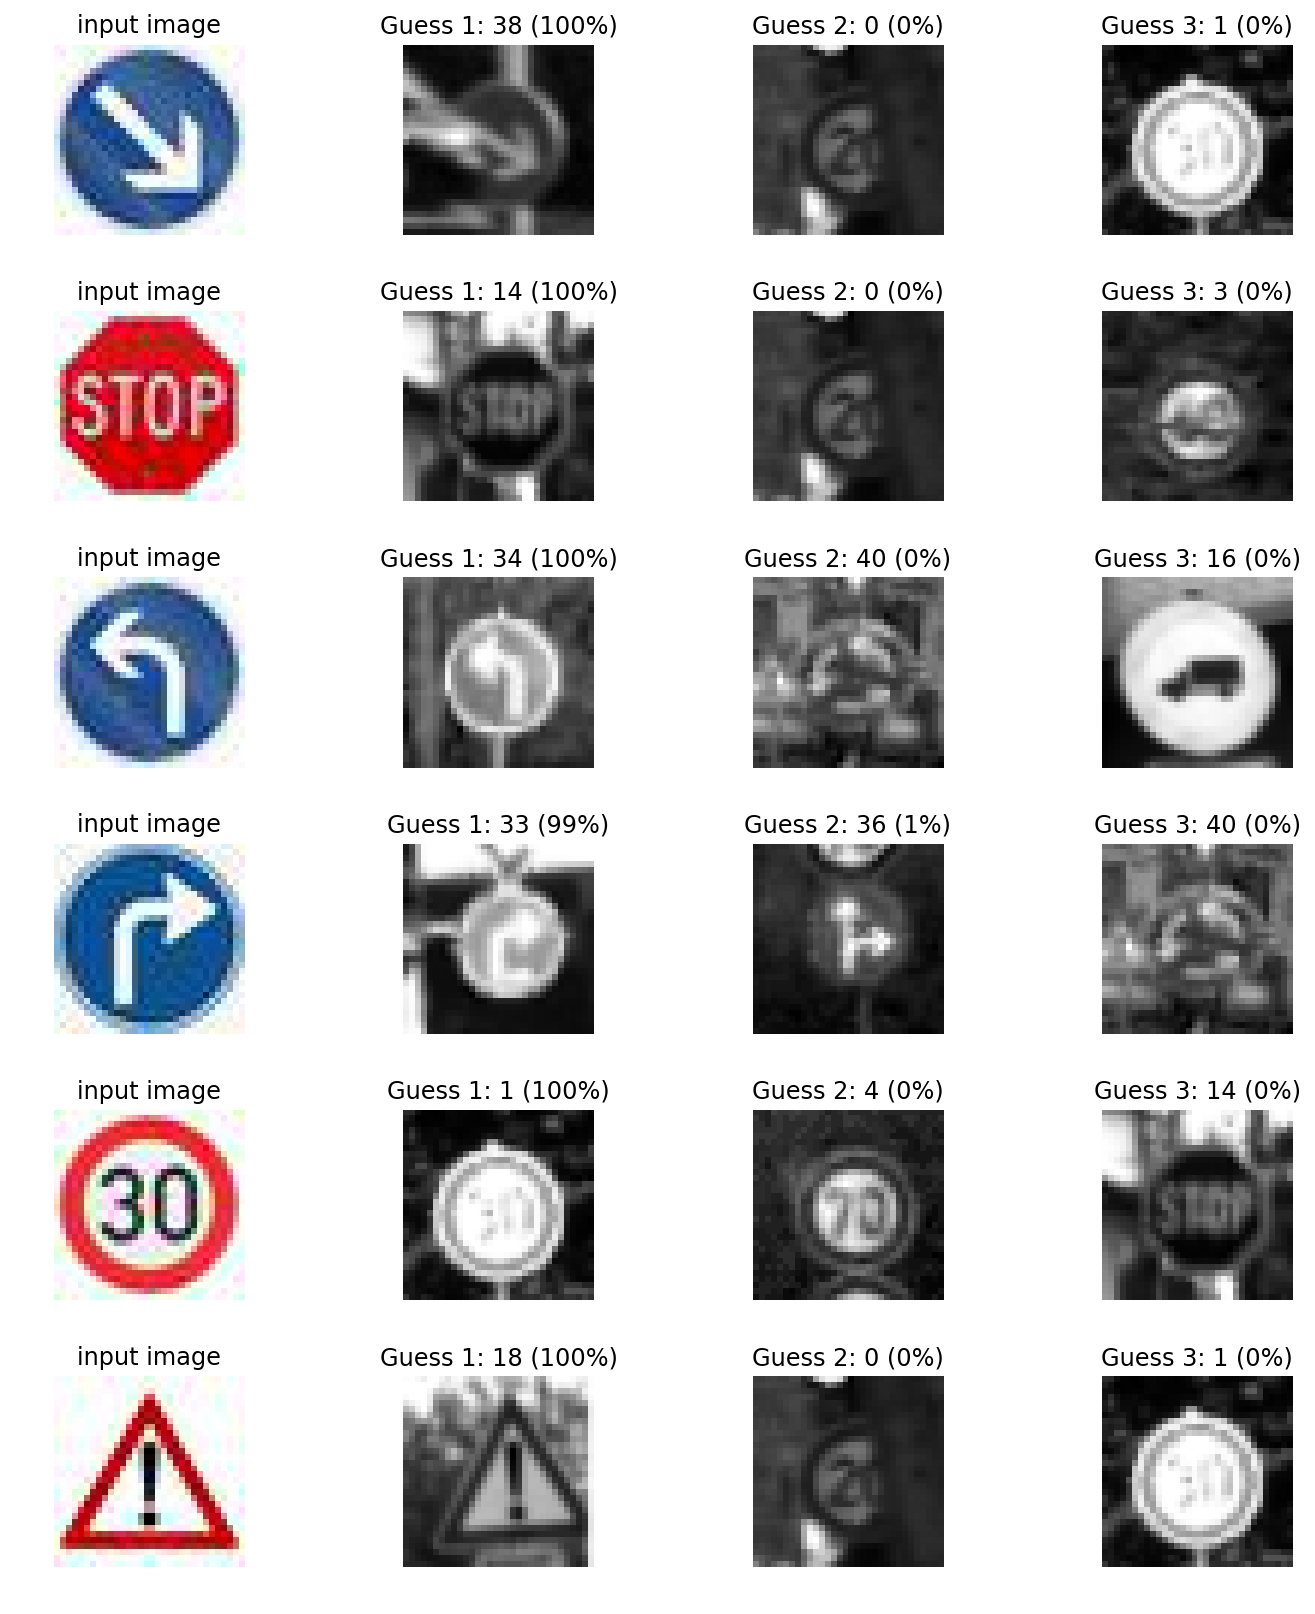 input image Guess 1: 38 (100%) Guess 2: 0 (0%) Guess 3: 1 (0%)
30
input image Guess 1: 14 (100%) Guess 2: 0 (0%) Guess 3: 3 (0%)
STOP STOP
input image Guess 1: 34 (100%) Guess 2: 40 (0%) Guess 3: 16 (0%)
input image Guess 1: 33 (99%) Guess 2: 36 (1%) Guess 3: 40 (0%)
input image Guess 1: 1 (100%) Guess 2: 4 (0%) Guess 3: 14 (0%)
30 30 70 STOP
input image Guess 1: 18 (100%) Guess 2: 0 (0%) Guess 3: 1 (0%)
! ! 30